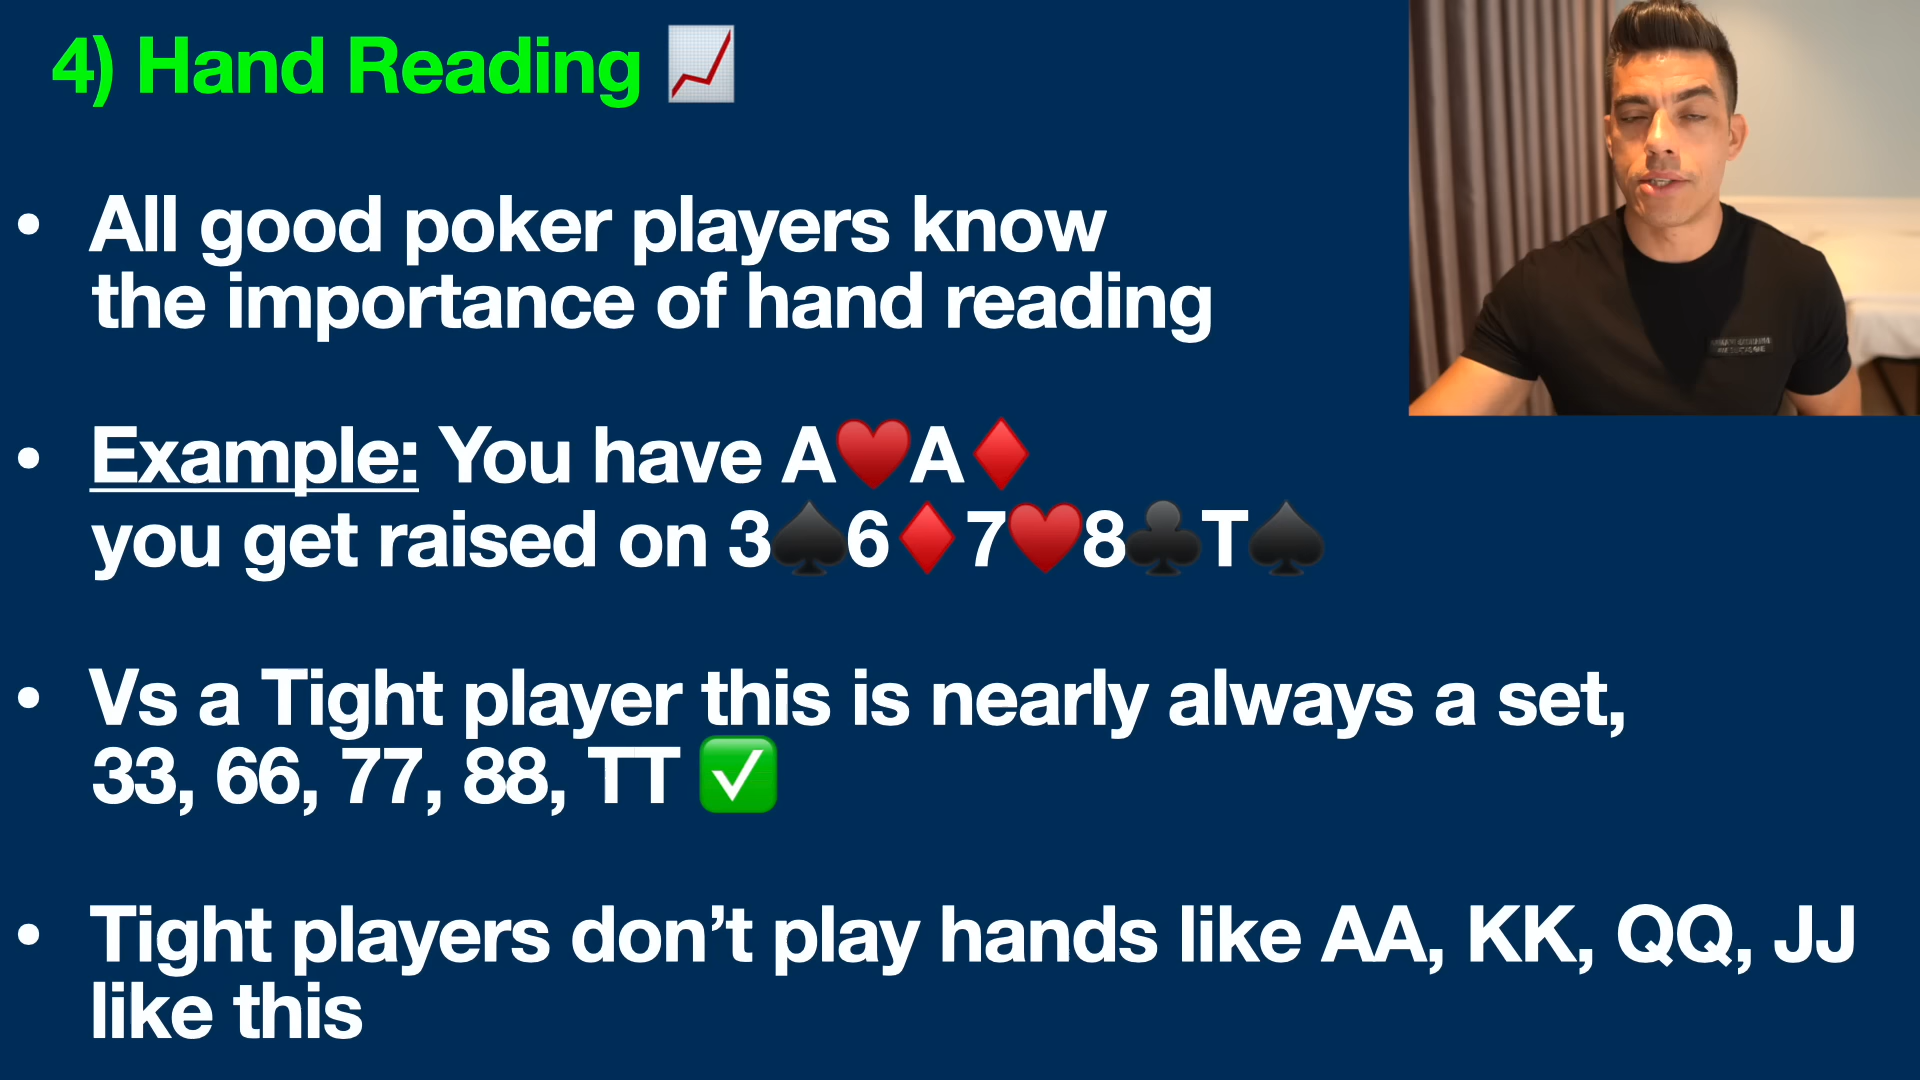 4) Hand Reading 📈
• All good poker players know
the importance of hand reading
• Example: You have A♥️A♦️
you get raised on 3♠️6♦️7♥️8♣️T♠️
• Vs a Tight player this is nearly always a set,
33, 66, 77, 88, TT ✅
• Tight players don’t play hands like AA, KK, QQ, JJ
like this